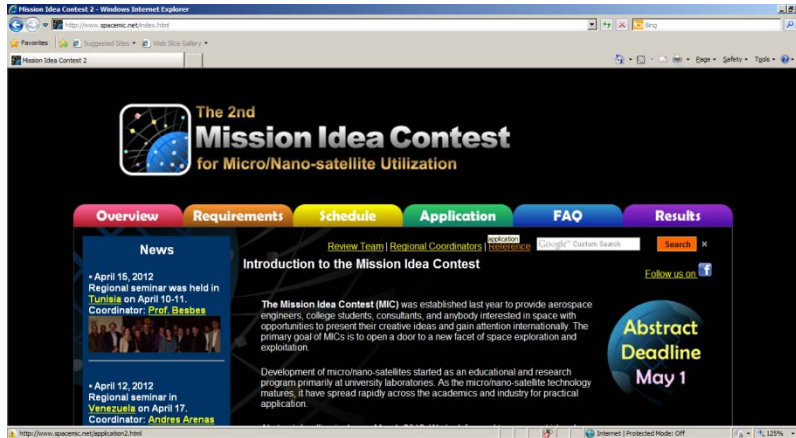 Mission Idea Contest 2 - Windows Internet Explorer
http://www.spacemic.net/index.html
Bing
Favorites
Suggested Sites
Web Slice Gallery
Mission Idea Contest 2
Page
Safety
Tools
The 2nd
Mission Idea Contest
for Micro/Nano-satellite Utilization
Overview
Requirements
Schedule
Application
FAQ
Results
application
Review Team | Regional Coordinators | Reference
Google™ Custom Search
Search
×
Follow us on
News
• April 15, 2012
Regional seminar was held in
Tunisia on April 10-11.
Coordinator: Prof. Besbes
• April 12, 2012
Regional seminar in
Venezuela on April 17.
Coordinator: Andres Arenas
Introduction to the Mission Idea Contest
The Mission Idea Contest (MIC) was established last year to provide aerospace
engineers, college students, consultants, and anybody interested in space with
opportunities to present their creative ideas and gain attention internationally. The
primary goal of MICs is to open a door to a new facet of space exploration and
exploitation.
Development of micro/nano-satellites started as an educational and research
program primarily at university laboratories. As the micro/nano-satellite technology
matures, it have spread rapidly across the academics and industry for practical
application.
Abstract
Deadline
May 1
http://www.spacemic.net/application2.html
Internet | Protected Mode: Off
125%